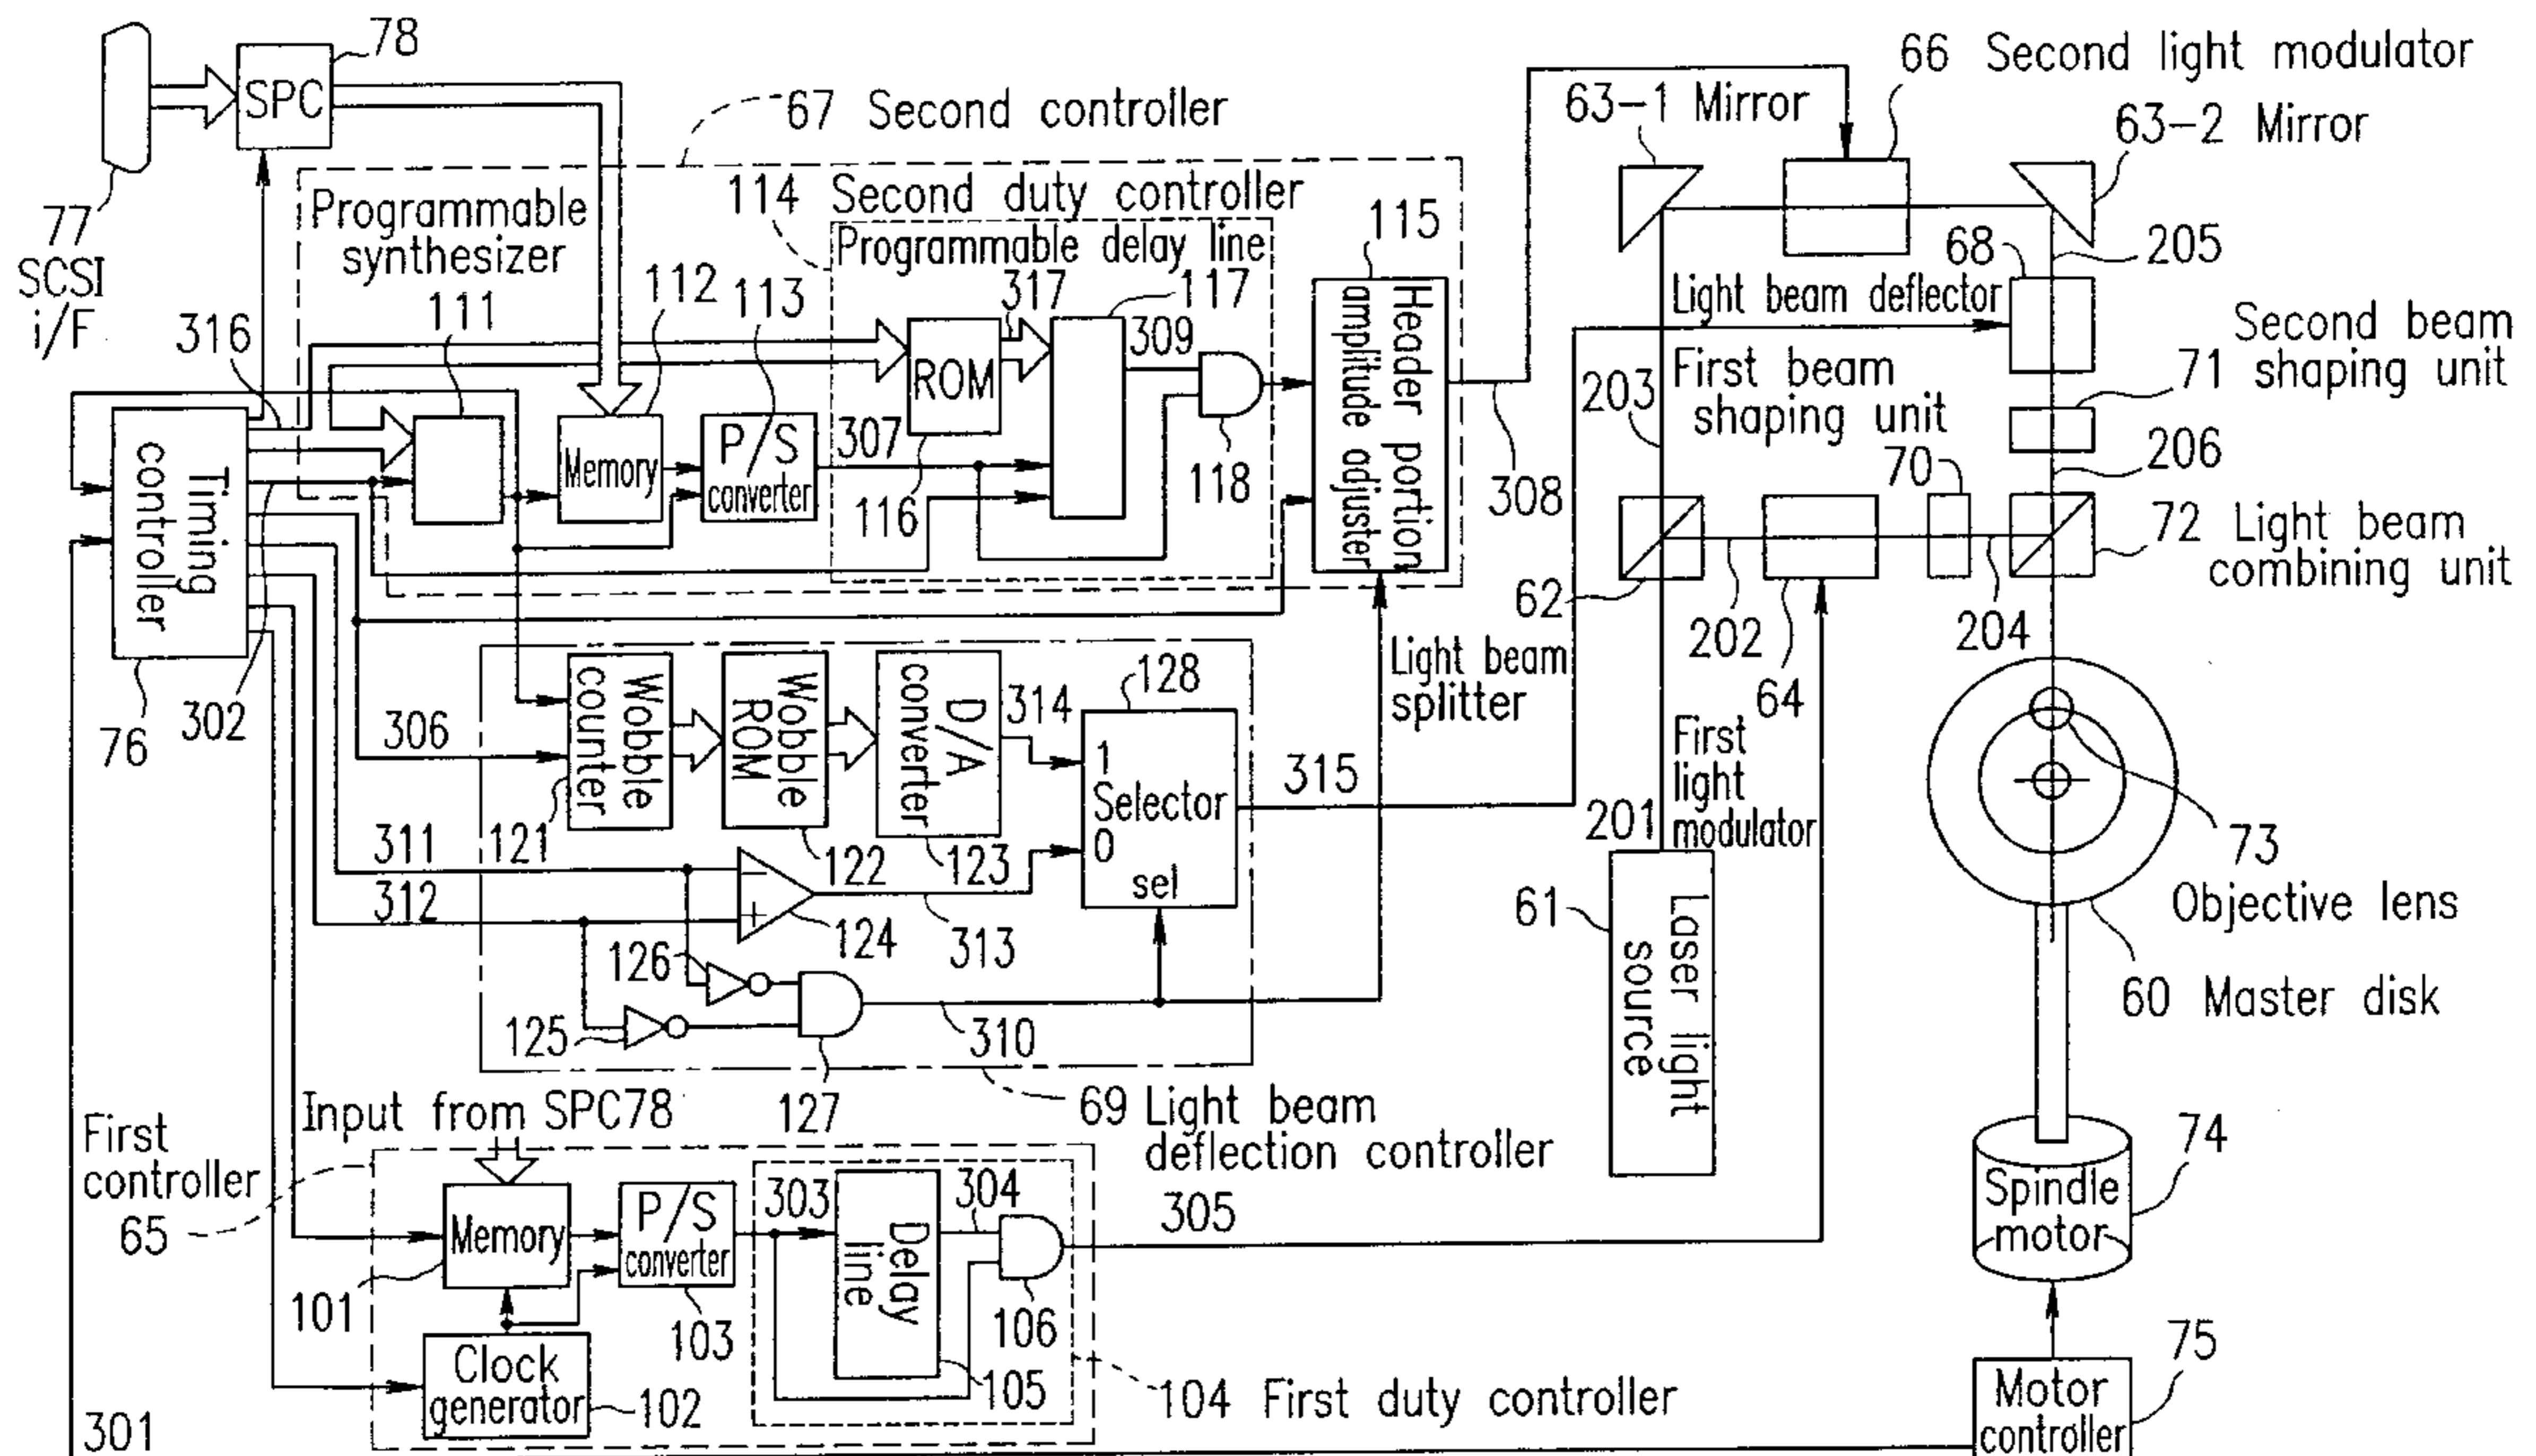 78
SPC
77
SCSI
i/F
67 Second controller
Programmable
synthesizer
111
316
112
113
114
Second duty controller
Programmable delay line
317
117
309
ROM
116
118
Memory
P/S
converter
307
115
Header portion
amplitude adjuster
308
66 Second light modulator
63-1 Mirror
63-2 Mirror
205
68
Light beam deflector
Second beam
shaping unit
71
206
203
First beam
shaping unit
70
72 Light beam
combining unit
62
202
64
204
Light beam
splitter
Timing
controller
76
302
306
Wobble
counter
Wobble
ROM
D/A
converter
314
128
1
Selector
0
sel
315
121
122
123
311
312
124
313
126
125
127
310
69 Light beam
deflection controller
First
light
modulator
201
61
Laser light
source
73
Objective lens
60 Master disk
Input from SPC78
First
controller
65
Memory
101
P/S
converter
103
Clock
generator
102
303
Delay
line
304
105
106
305
104 First duty controller
74
Spindle
motor
75
Motor
controller
301